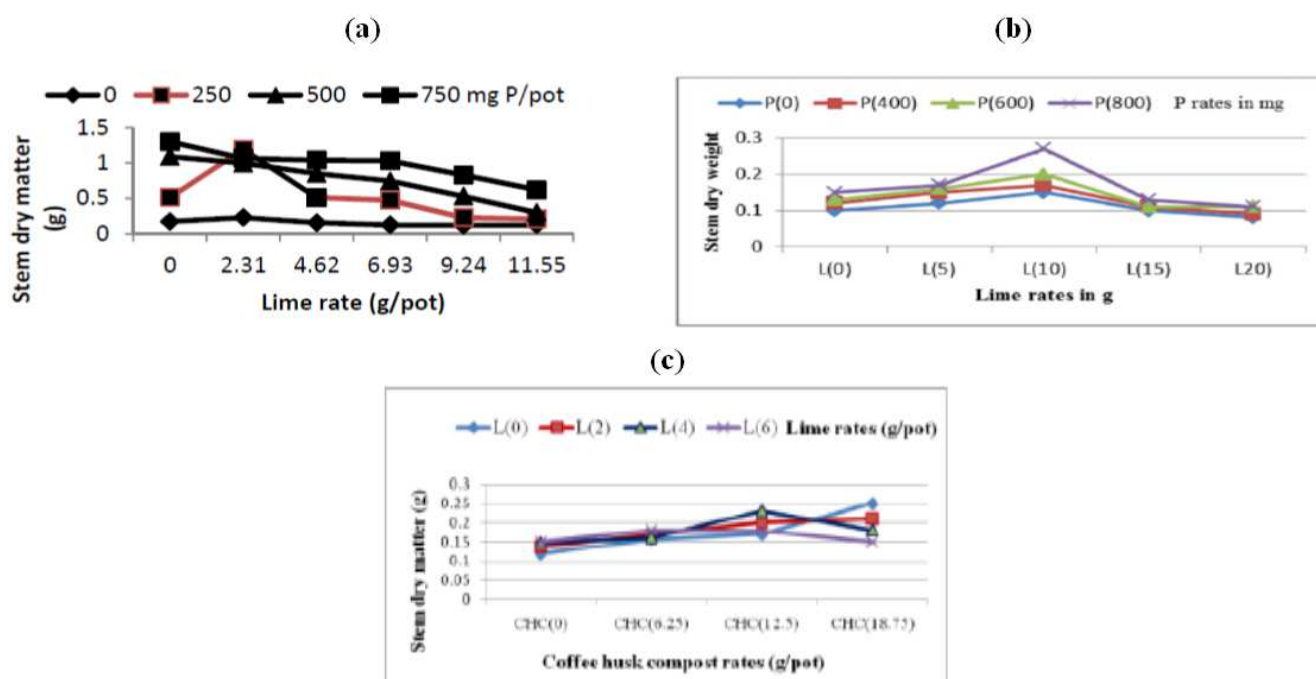 (a)
0 250 500 750 mg P/pot
Stem dry matter
(g)
1.5
1
0.5
0
0 2.31 4.62 6.93 9.24 11.55
Lime rate (g/pot)
(b)
P(0) P(400) P(600) P(800) P rates in mg
Stem dry weight
0.3
0.2
0.1
0
L(0) L(5) L(10) L(15) L20)
Lime rates in g
(c)
L(0) L(2) L(4) L(6) Lime rates (g/pot)
Stem dry matter (g)
0.3
0.25
0.2
0.15
0.1
0.05
0
CHC(0) CHC(6.25) CHC(12.5) CHC(18.75)
Coffee husk compost rates (g/pot)